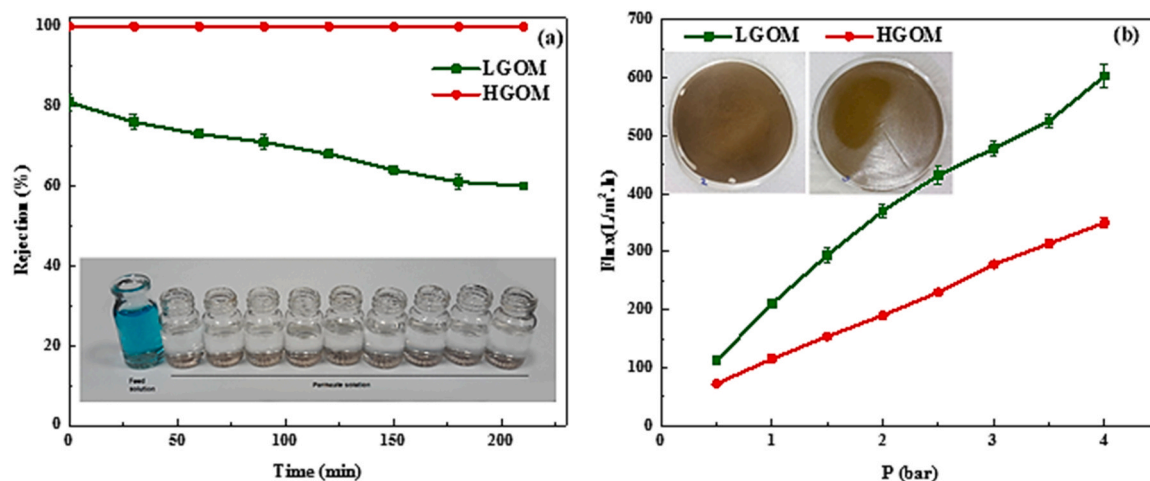 (a)
LGOM
HGOM
Rejection (%)
100
80
60
40
20
0
Feed
solution
Permeate solution
0 50 100 150 200
Time (min)
LGOM HGOM (b)
Flux(L/m².h)
600
500
400
300
200
100
0
0 1 2 3 4
P (bar)